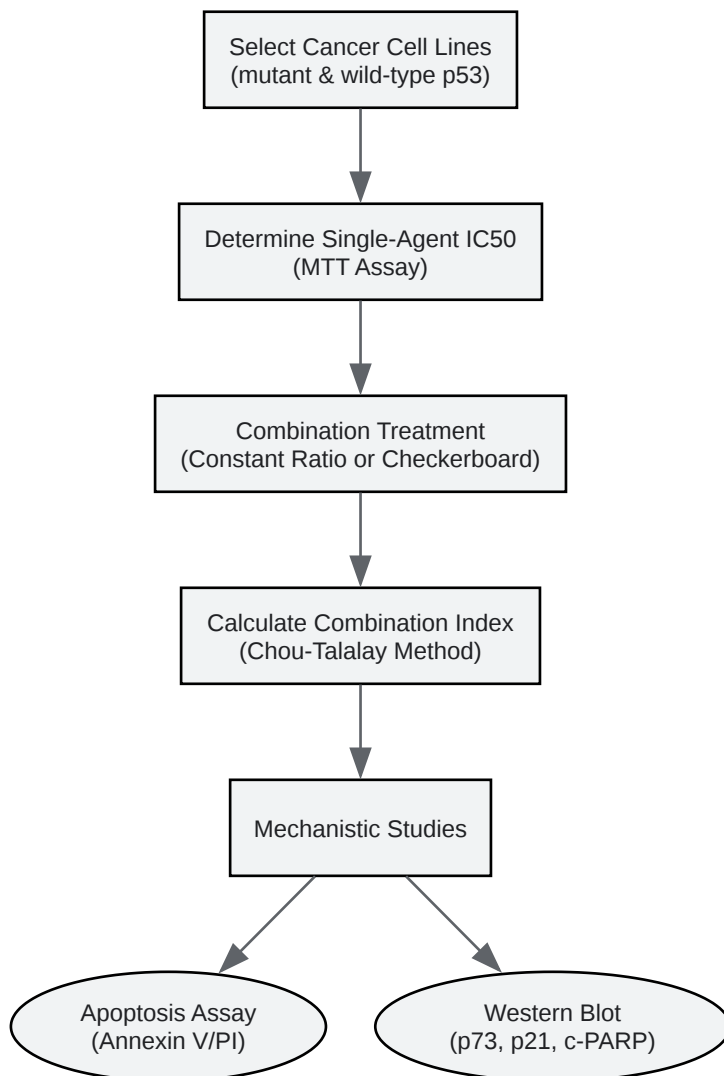 Select Cancer Cell Lines
(mutant & wild-type p53)
Determine Single-Agent IC50
(MTT Assay)
Combination Treatment
(Constant Ratio or Checkerboard)
Calculate Combination Index
(Chou-Talalay Method)
Mechanistic Studies
Apoptosis Assay
(Annexin V/PI)
Western Blot
(p73, p21, c-PARP)